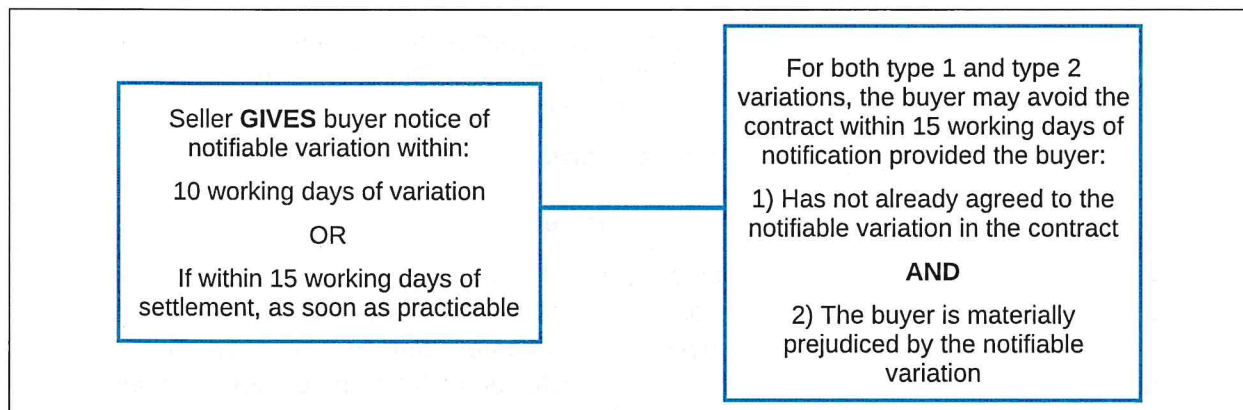 Seller GIVES buyer notice of
notifiable variation within:
10 working days of variation
OR
If within 15 working days of
settlement, as soon as practicable
For both type 1 and type 2
variations, the buyer may avoid the
contract within 15 working days of
notification provided the buyer:
1) Has not already agreed to the
notifiable variation in the contract
AND
2) The buyer is materially
prejudiced by the notifiable
variation